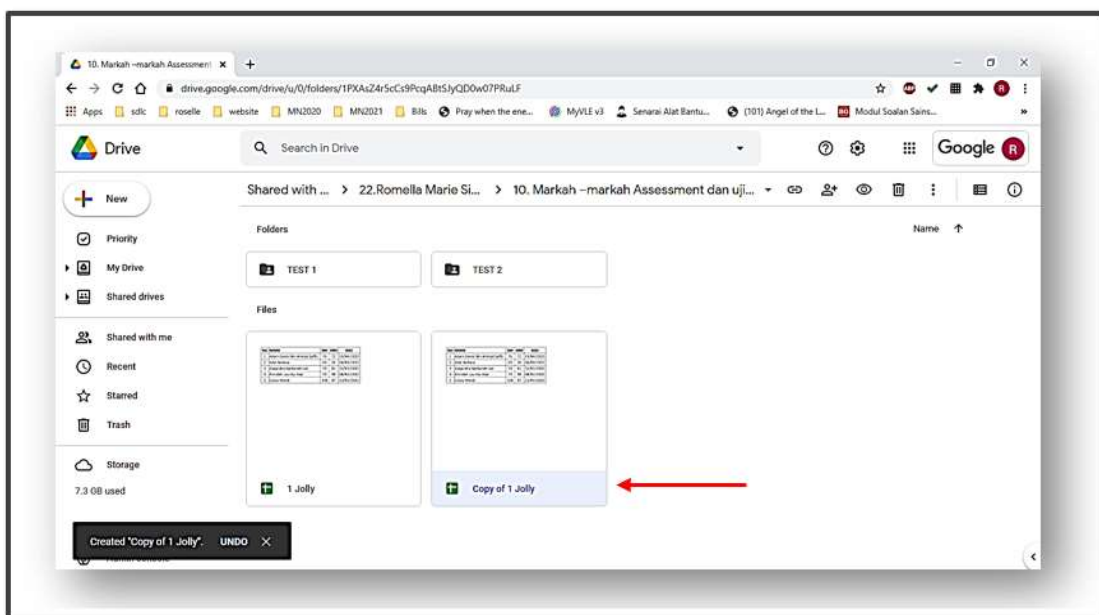 10. Markah –markah Assessment
drive.google.com/drive/u/0/folders/1PXAsZ4r5cCs9PcqABtSJyQD0w07PRuLF
Apps sdlc roselle website MN2020 MN2021 Bills Pray when the ene... MyVLE v3 Senarai Alat Bantu... (101) Angel of the L... Modul Soalan Sains...
Drive Search in Drive Google R
New Shared with ... > 22.Romella Marie Si... > 10. Markah –markah Assessment dan uji...
Folders Name
Priority
My Drive TEST 1 TEST 2
Shared drives
Files
Shared with me
Recent
Starred
Trash
Storage
7.3 GB used 1 Jolly Copy of 1 Jolly
Created "Copy of 1 Jolly". UNDO